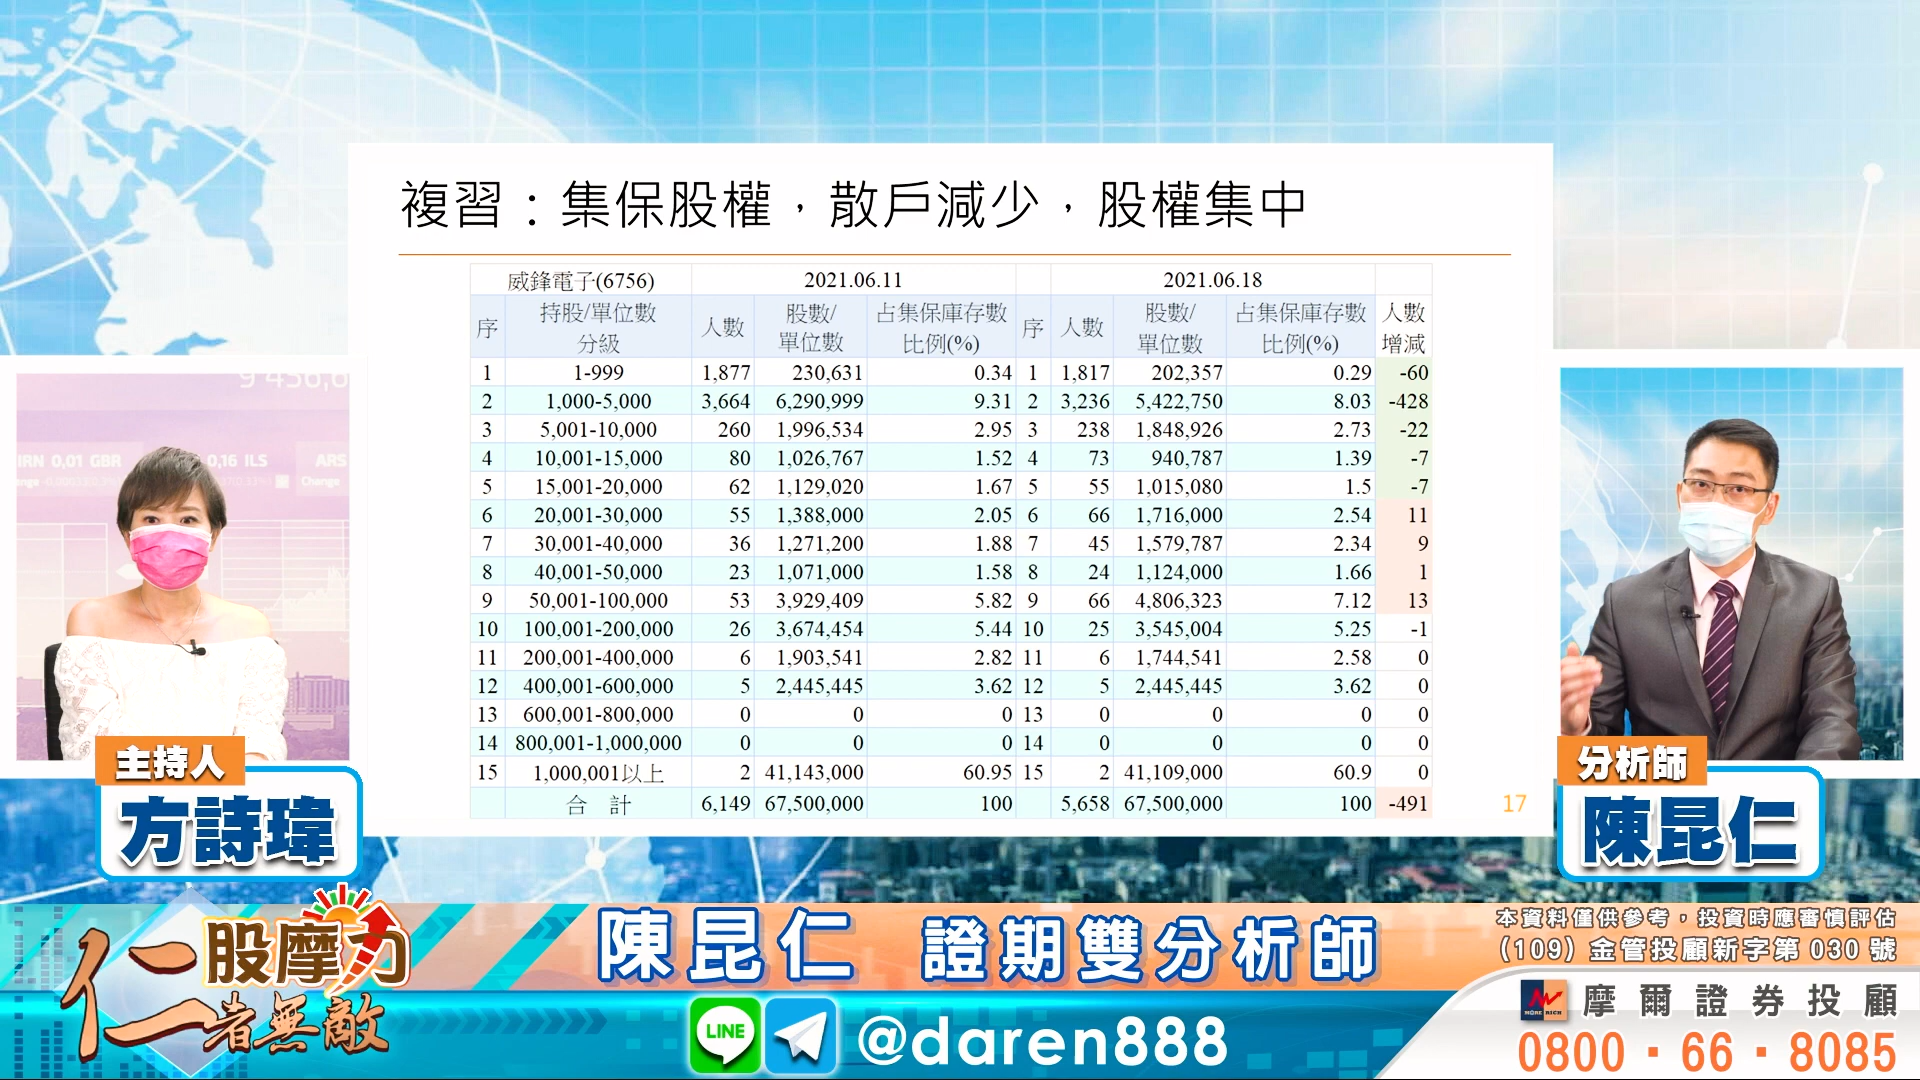 複習：集保股權，散戶減少，股權集中
威鋒電子(6756) 2021.06.11 2021.06.18
序 持股/單位數分級 人數 股數/單位數 占集保庫存數比例(%) 序 人數 股數/單位數 占集保庫存數比例(%) 人數增減
1 1-999 1,877 230,631 0.34 1 1,817 202,357 0.29 -60
2 1,000-5,000 3,664 6,290,999 9.31 2 3,236 5,422,750 8.03 -428
3 5,001-10,000 260 1,996,534 2.95 3 238 1,848,926 2.73 -22
4 10,001-15,000 80 1,026,767 1.52 4 73 940,787 1.39 -7
5 15,001-20,000 62 1,129,020 1.67 5 55 1,015,080 1.5 -7
6 20,001-30,000 55 1,388,000 2.05 6 66 1,716,000 2.54 11
7 30,001-40,000 36 1,271,200 1.88 7 45 1,579,787 2.34 9
8 40,001-50,000 23 1,071,000 1.58 8 24 1,124,000 1.66 1
9 50,001-100,000 53 3,929,409 5.82 9 66 4,806,323 7.12 13
10 100,001-200,000 26 3,674,454 5.44 10 25 3,545,004 5.25 -1
11 200,001-400,000 6 1,903,541 2.82 11 6 1,744,541 2.58 0
12 400,001-600,000 5 2,445,445 3.62 12 5 2,445,445 3.62 0
13 600,001-800,000 0 0 0 13 0 0 0 0
14 800,001-1,000,000 0 0 0 14 0 0 0 0
15 1,000,001以上 2 41,143,000 60.95 15 2 41,109,000 60.9 0
合 計 6,149 67,500,000 100 5,658 67,500,000 100 -491
17
IRN 0,01 GBR
0,16 ILS
ARS
Change
主持人
方詩瑋
分析師
陳昆仁
股摩力
仁者無敵
陳昆仁 證期雙分析師
LINE
@daren888
本資料僅供參考，投資時應審慎評估
(109) 金管投顧新字第 030 號
MORE RICH
摩爾證券投顧
0800・66・8085